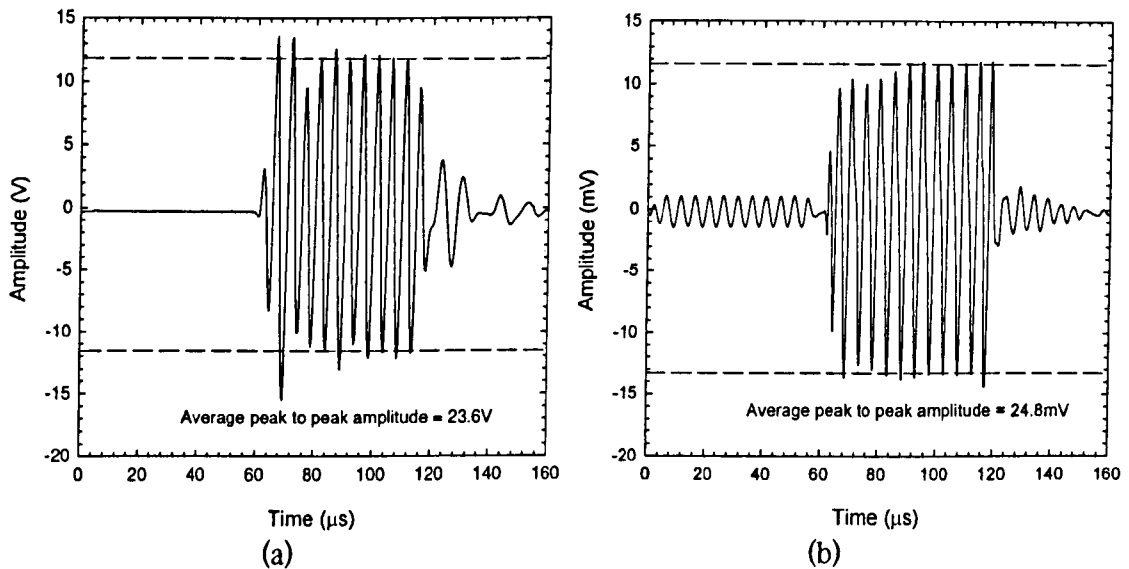 15
10
5
0
-5
-10
-15
-20
Amplitude (V)
Average peak to peak amplitude = 23.6V
0 20 40 60 80 100 120 140 160
Time (μs)
(a)
15
10
5
0
-5
-10
-15
-20
Amplitude (mV)
Average peak to peak amplitude = 24.8mV
0 20 40 60 80 100 120 140 160
Time (μs)
(b)